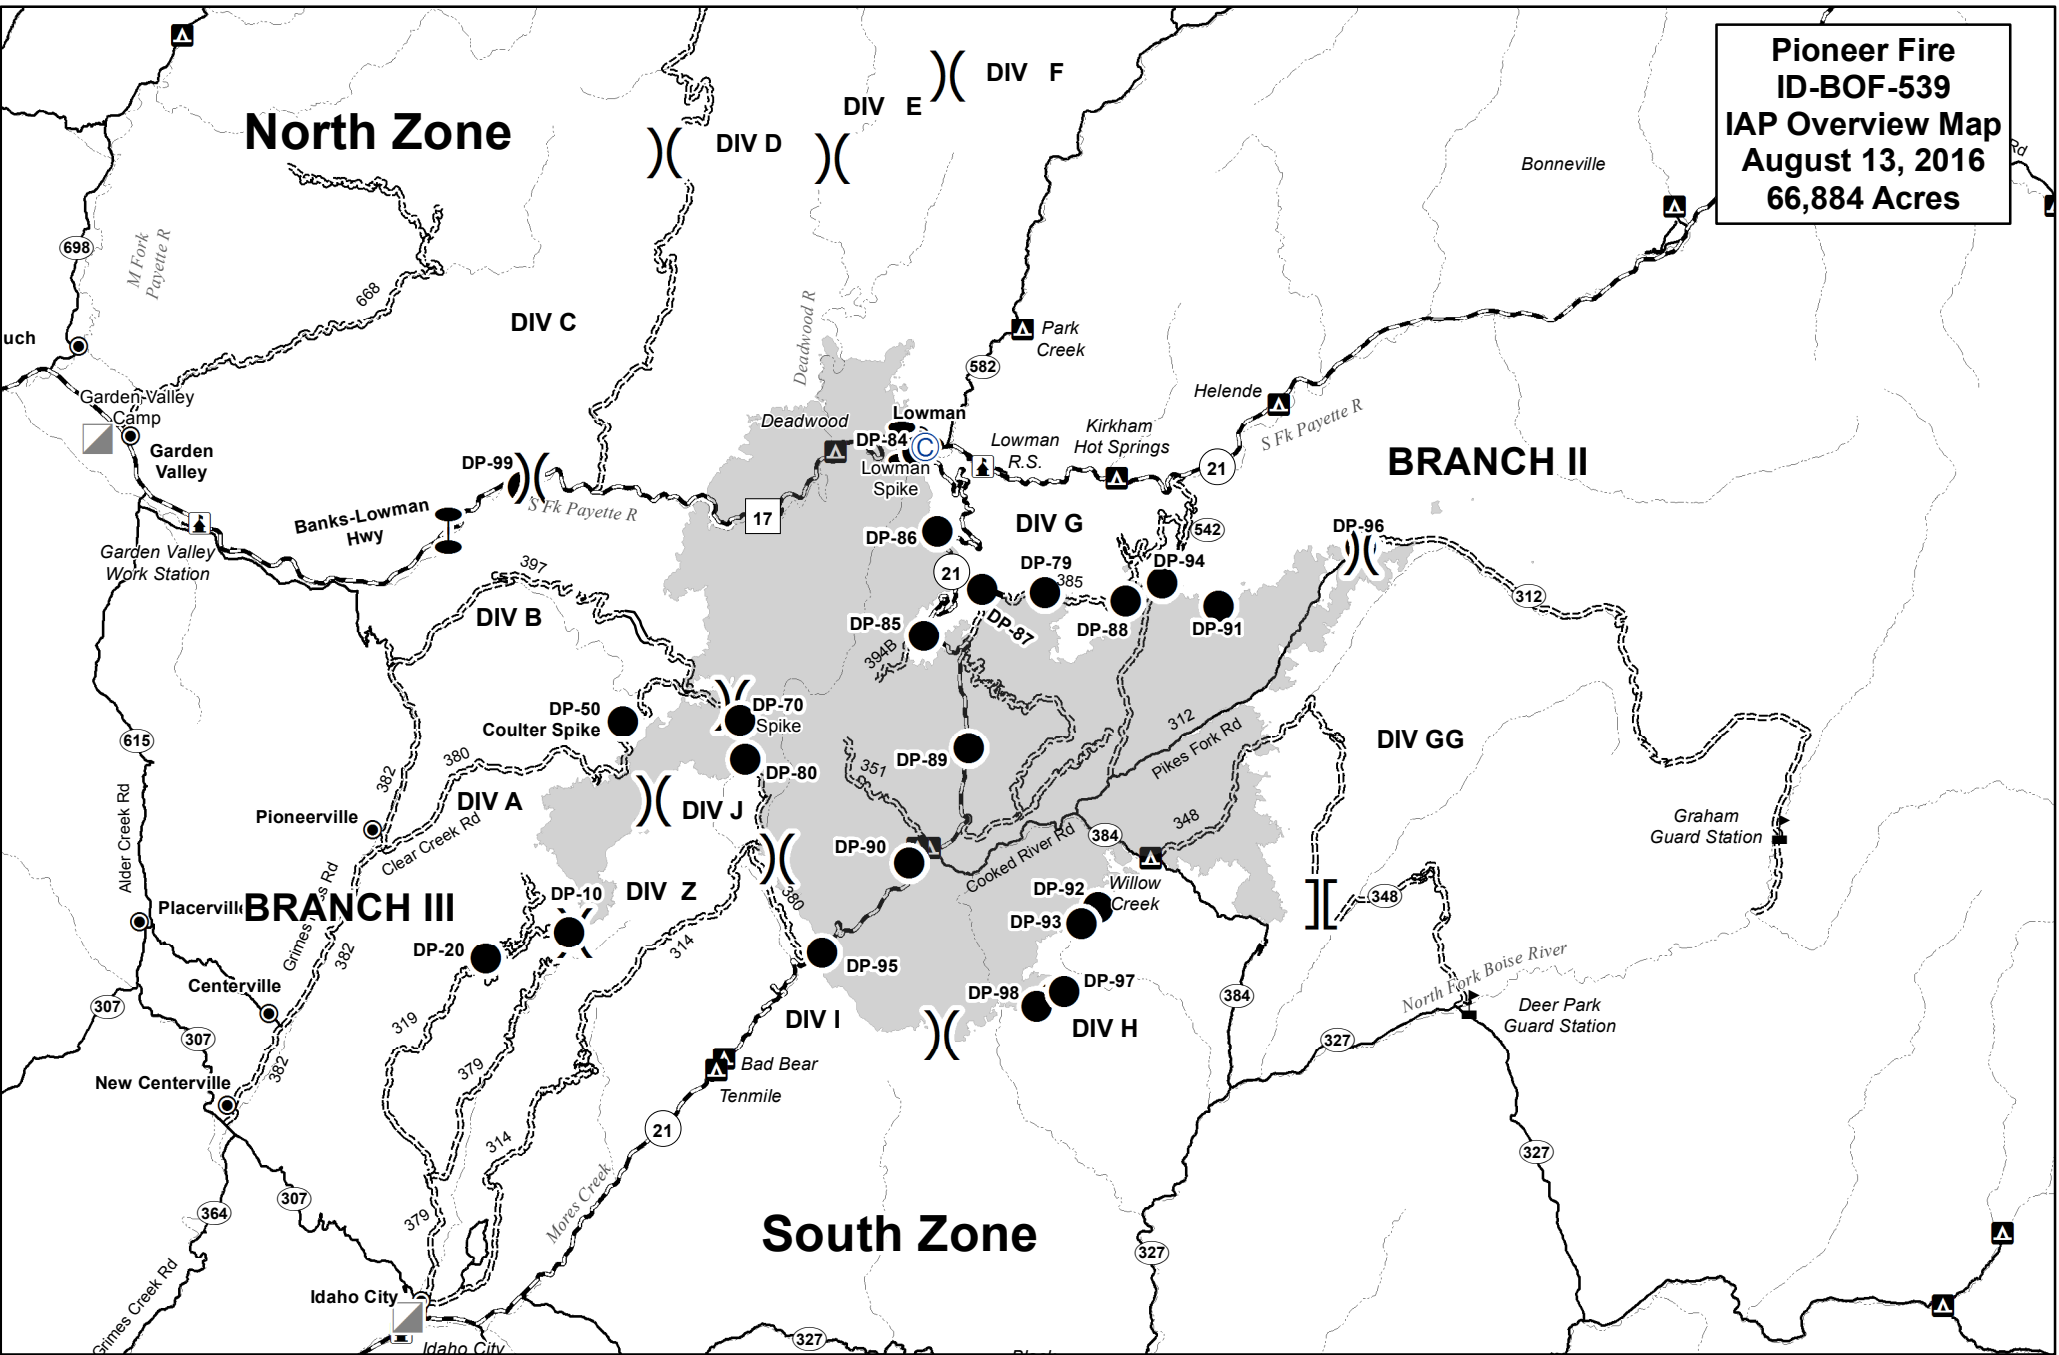 Pioneer Fire
ID-BOF-539
IAP Overview Map
August 13, 2016
66,884 Acres
Rd
DIV F
DIV E
North Zone
DIV D
Bonneville
698
M Fork
Payette R
668
DIV C
uch
Deadwood R
Park
Creek
582
Garden Valley
Camp
Helende
Deadwood
Lowman
S Fk Payette R
Kirkham
Hot Springs
DP-84
C
Lowman
R.S.
Garden
Valley
DP-99
Lowman
Spike
21
BRANCH II
Banks-Lowman
Hwy
S Fk Payette R
17
DIV G
542
DP-96
DP-86
Garden Valley
Work Station
397
21
DP-79
385
DP-94
312
DIV B
DP-85
DP-87
DP-88
DP-91
394B
DP-50
Coulter Spike
DP-70
Spike
312
Pikes Fork Rd
615
380
DIV GG
382
DP-89
DP-80
351
DIV A
DIV J
Alder Creek Rd
Pioneerville
Clear Creek Rd
348
384
Graham
Guard Station
DP-90
Cooked River Rd
DP-92
Willow
Creek
380
DIV Z
DP-10
348
Placerville
BRANCH III
Grimes Rd
382
DP-93
DP-20
314
DP-95
North Fork Boise River
Centerville
DP-97
DP-98
384
307
319
DIV I
DIV H
Deer Park
Guard Station
307
327
382
379
Bad Bear
New Centerville
Tenmile
21
314
327
307
364
Mores Creek
379
South Zone
327
Grimes Creek Rd
Idaho City
327
Idaho City